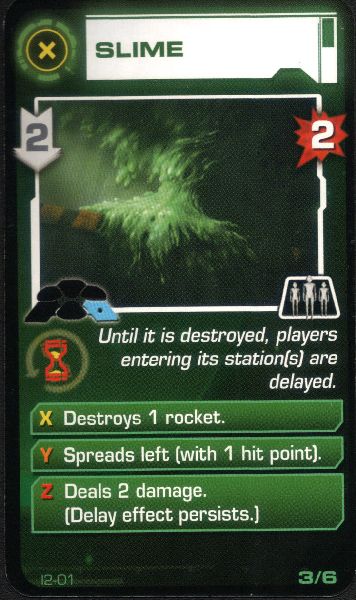 X
SLIME
2
2
Until it is destroyed, players
entering its station(s) are
delayed.
X Destroys 1 rocket.
Y Spreads left (with 1 hit point).
Z Deals 2 damage.
(Delay effect persists.)
I2-01
3/6